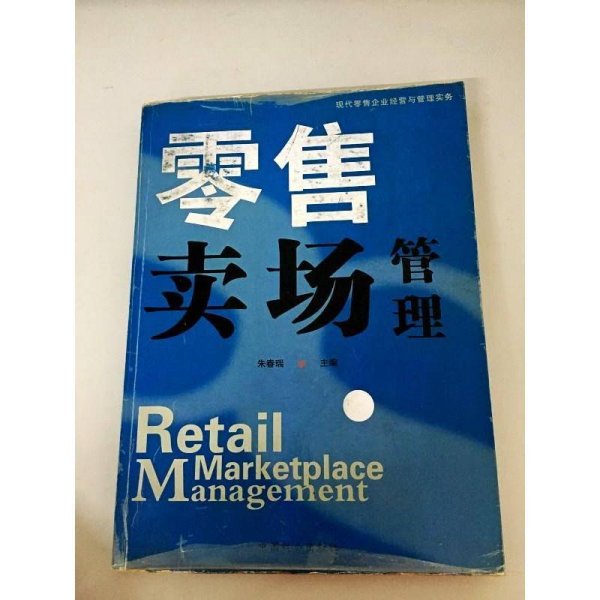 现代零售企业经营与管理实务
零售
卖场管理
朱春瑞 主编
Retail
Marketplace
Management